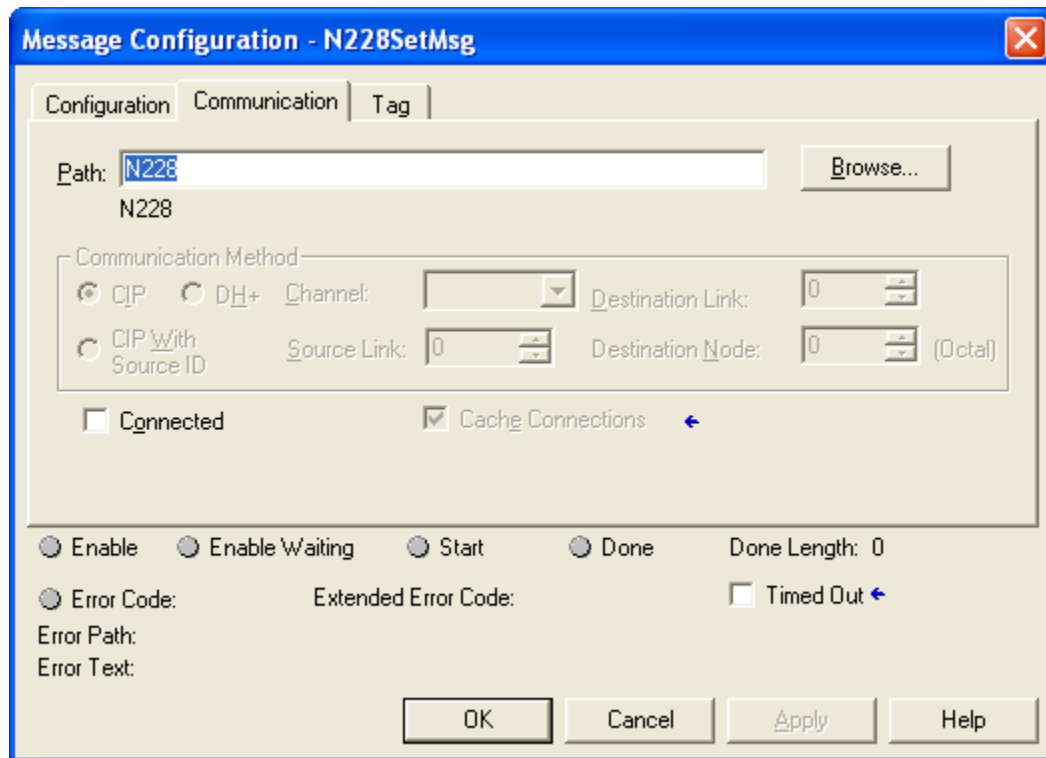 Message Configuration - N228SetMsg
Configuration Communication Tag
Path: N228 Browse...
N228
Communication Method
CIP DH+ Channel: Destination Link: 0
CIP With Source ID Source Link: 0 Destination Node: 0 (Octal)
Connected Cache Connections
Enable Enable Waiting Start Done Done Length: 0
Error Code: Extended Error Code: Timed Out
Error Path:
Error Text:
OK Cancel Apply Help